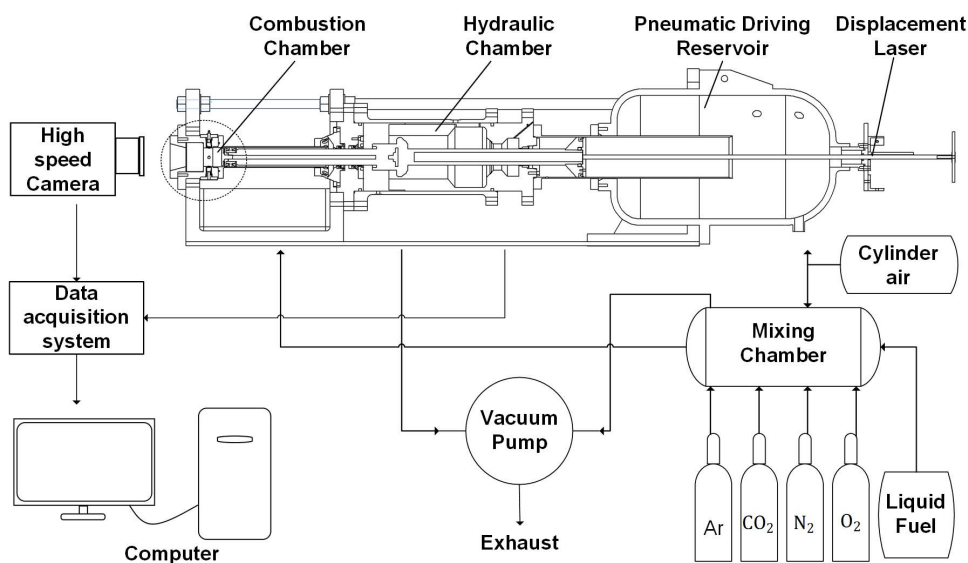 Combustion
Chamber
Hydraulic
Chamber
Pneumatic Driving
Reservoir
Displacement
Laser
High
speed
Camera
Cylinder
air
Data
acquisition
system
Mixing
Chamber
Vacuum
Pump
Ar
CO₂
N₂
O₂
Liquid
Fuel
Computer
Exhaust